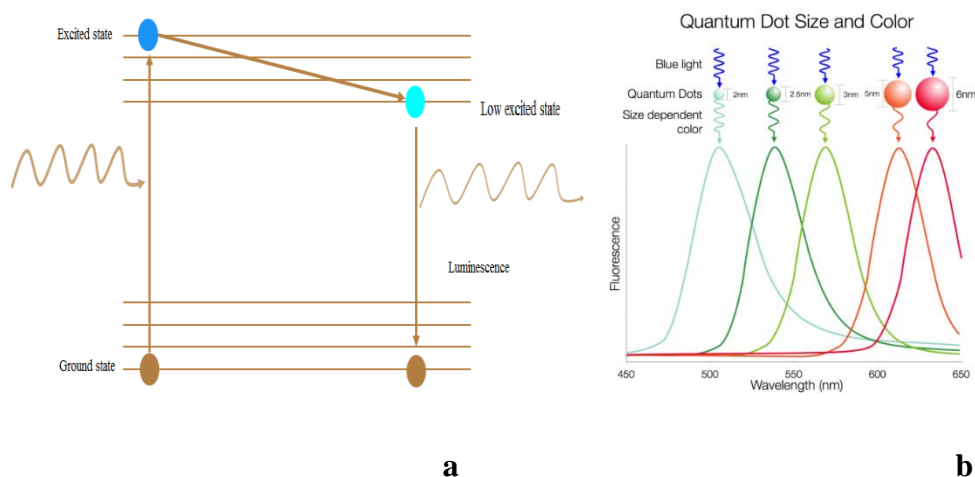 Excited state
Low excited state
Luminescence
Ground state
a
Quantum Dot Size and Color
Blue light
Quantum Dots
2nm
2.5nm
3nm
5nm
6nm
Size dependent
color
Fluorescence
450
500
550
600
650
Wavelength (nm)
b